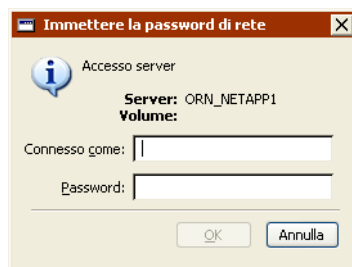 Immettere la password di rete
Accesso server
Server: ORN_NETAPP1
Volume:
Connesso come:
Password:
OK Annulla